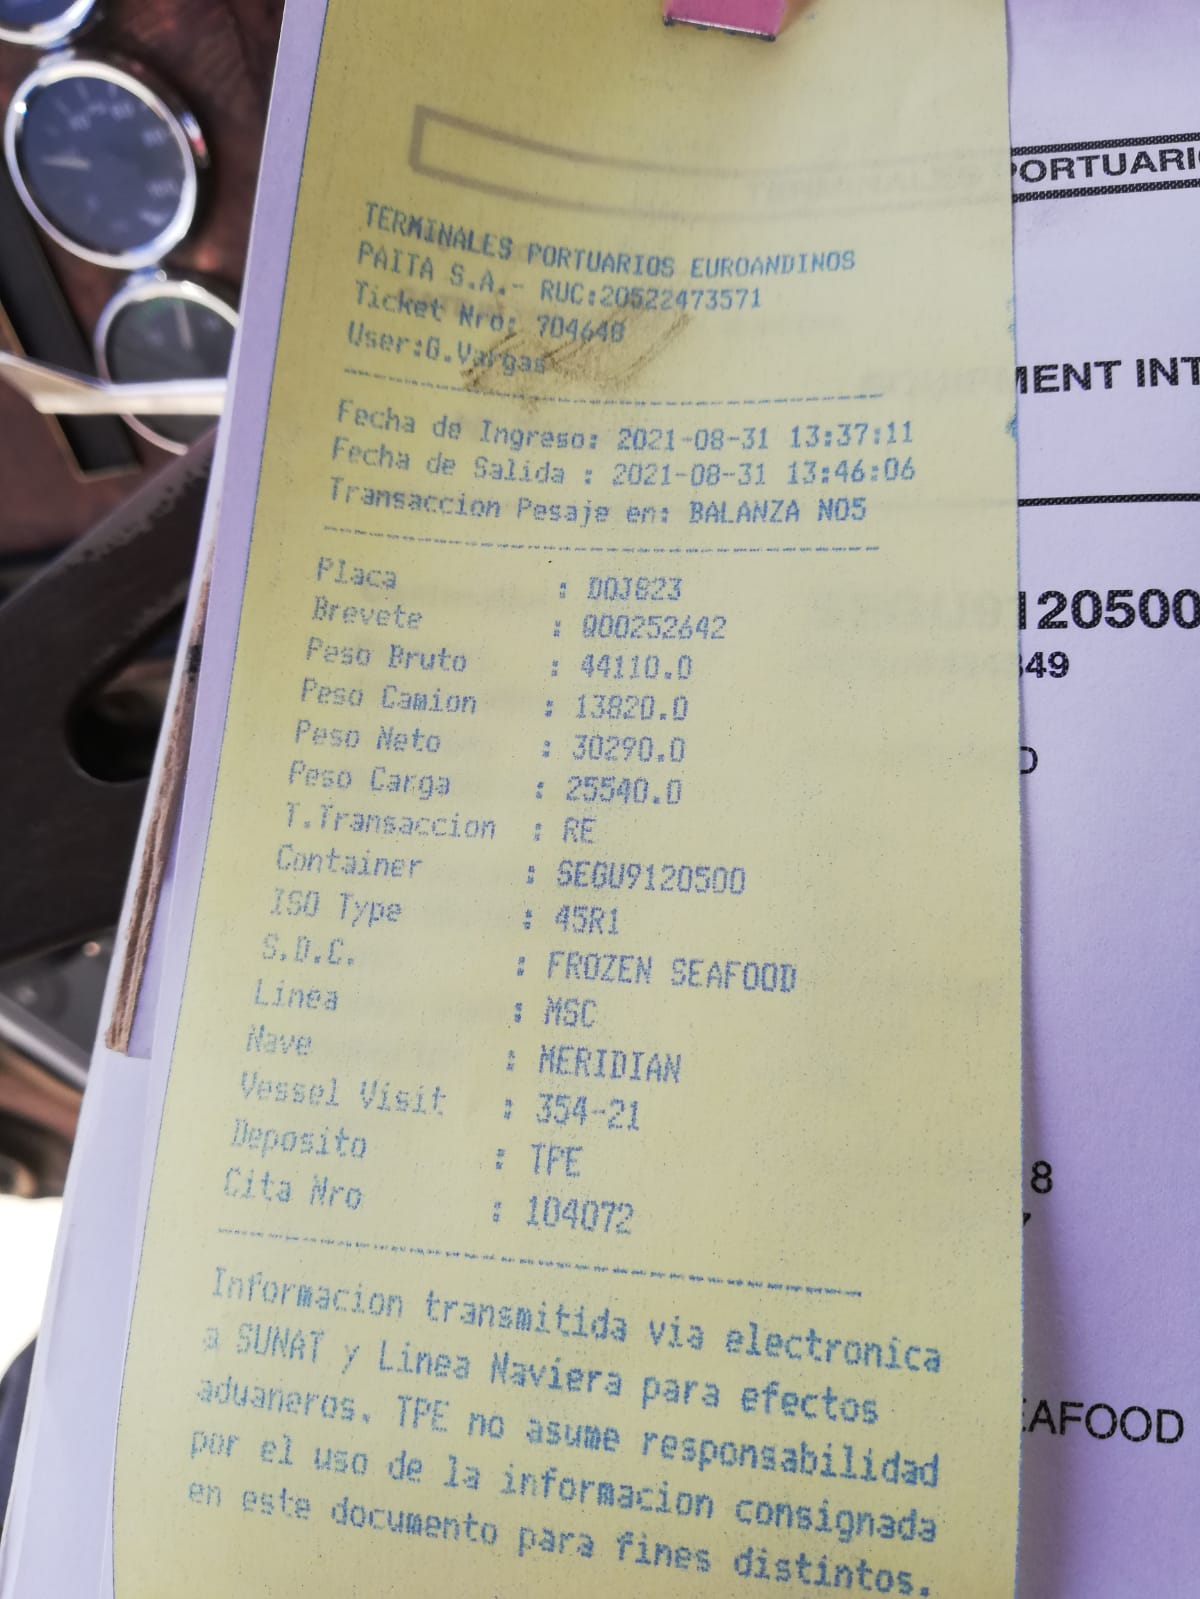 TERMINALES PORTUARIOS EUROANDINOS
PAITA S.A.- RUC:20522473571
Ticket Nro: 704648
User:G.Vargas
Fecha de Ingreso: 2021-08-31 13:37:11
Fecha de Salida : 2021-08-31 13:46:06
Transaccion Pesaje en: BALANZA NO5
Placa : D0J823
Brevete : Q00252642
Peso Bruto : 44110.0
Peso Camion : 13820.0
Peso Neto : 30290.0
Peso Carga : 25540.0
T.Transaccion : RE
Container : SEGU9120500
ISO Type : 45R1
S.D.C. : FROZEN SEAFOOD
Linea : MSC
Nave : MERIDIAN
Vessel Visit : 354-21
Deposito : TPE
Cita Nro : 104072
Informacion transmitida via electronica
a SUNAT y Linea Naviera para efectos
aduaneros. TPE no asume responsabilidad
por el uso de la informacion consignada
en este documento para fines distintos.
PORTUARI
MENT INT
120500
349
D
8
EAFOOD